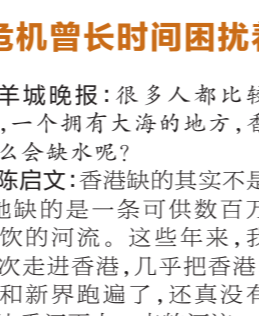 危机曾长时间困扰着
羊城晚报：很多人都比较
，一个拥有大海的地方，香
么会缺水呢？
陈启文：香港缺的其实不是
他缺的是一条可供数百万
饮的河流。这些年来，我
次走进香港，几乎把香港
和新界跑遍了，还真没有